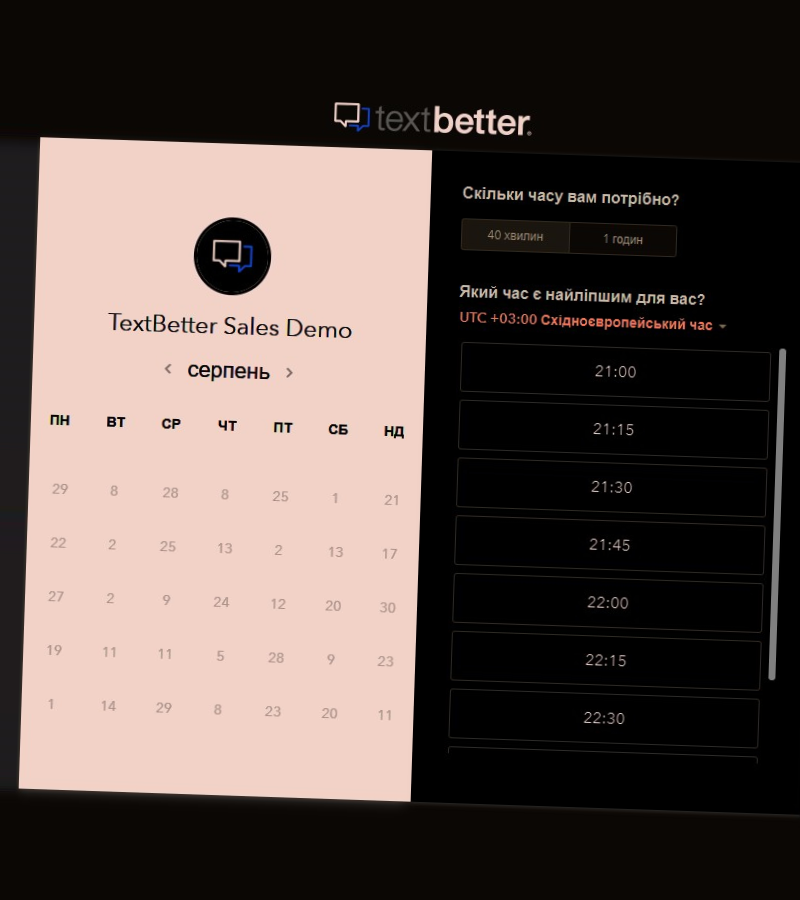 textbetter.
TextBetter Sales Demo
серпень
ПН ВТ СР ЧТ ПТ СБ НД
29 8 28 8 25 1 21
22 2 25 13 2 13 17
27 2 9 24 12 20 30
19 11 11 5 28 9 23
1 14 29 8 23 20 11
Скільки часу вам потрібно?
40 хвилин 1 годин
Який час є найліпшим для вас?
UTC +03:00 Східноєвропейський час
21:00
21:15
21:30
21:45
22:00
22:15
22:30